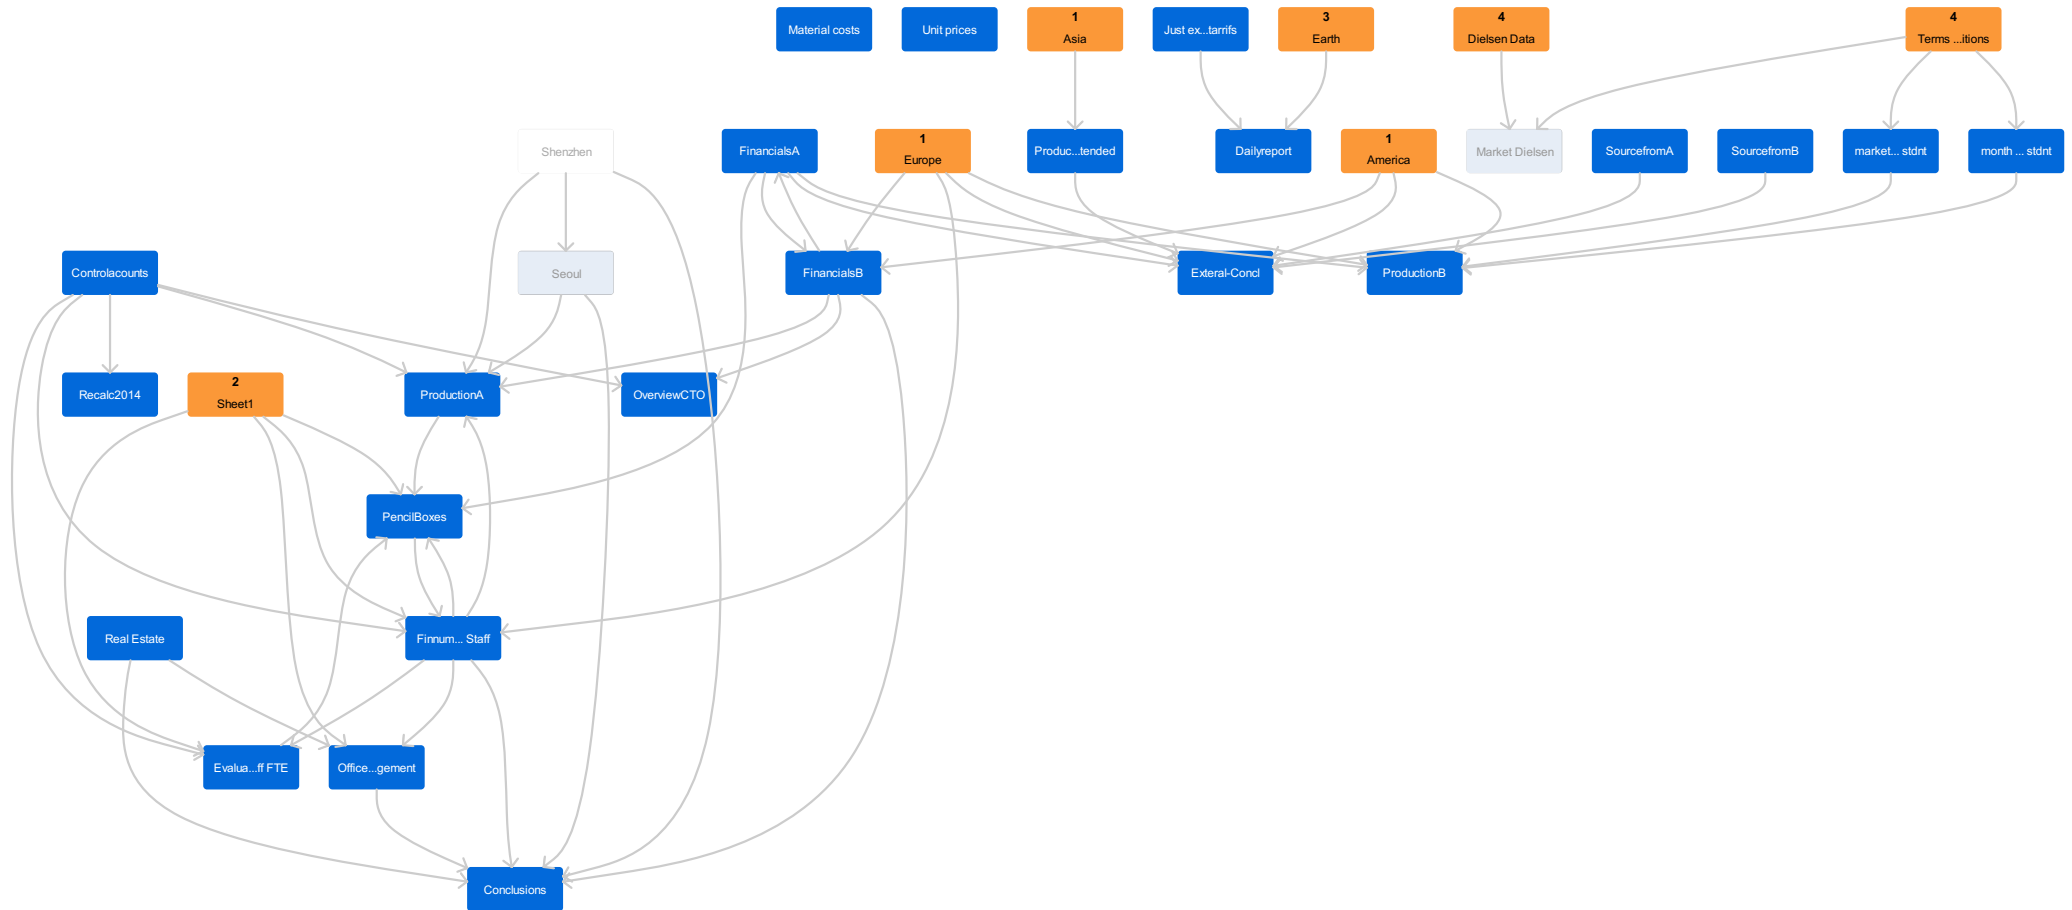 Material costs
Unit prices
1
Asia
Just ex...tarrifs
3
Earth
4
Dielsen Data
4
Terms ...itions
Shenzhen
FinancialsA
1
Europe
Produc...tended
Dailyreport
1
America
Market Dielsen
SourcefromA
SourcefromB
market... stdnt
month ... stdnt
Controlacounts
Seoul
FinancialsB
Exteral-Concl
ProductionB
Recalc2014
2
Sheet1
ProductionA
OverviewCTO
PencilBoxes
Real Estate
Finnum... Staff
Evalua...ff FTE
Office...gement
Conclusions